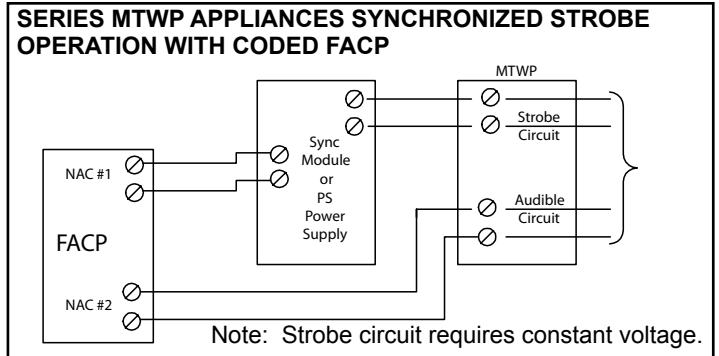 SERIES MTWP APPLIANCES SYNCHRONIZED STROBE
OPERATION WITH CODED FACP
MTWP
Strobe
Circuit
Sync
Module
or
PS
Power
Supply
NAC #1
Audible
Circuit
FACP
NAC #2
Note: Strobe circuit requires constant voltage.